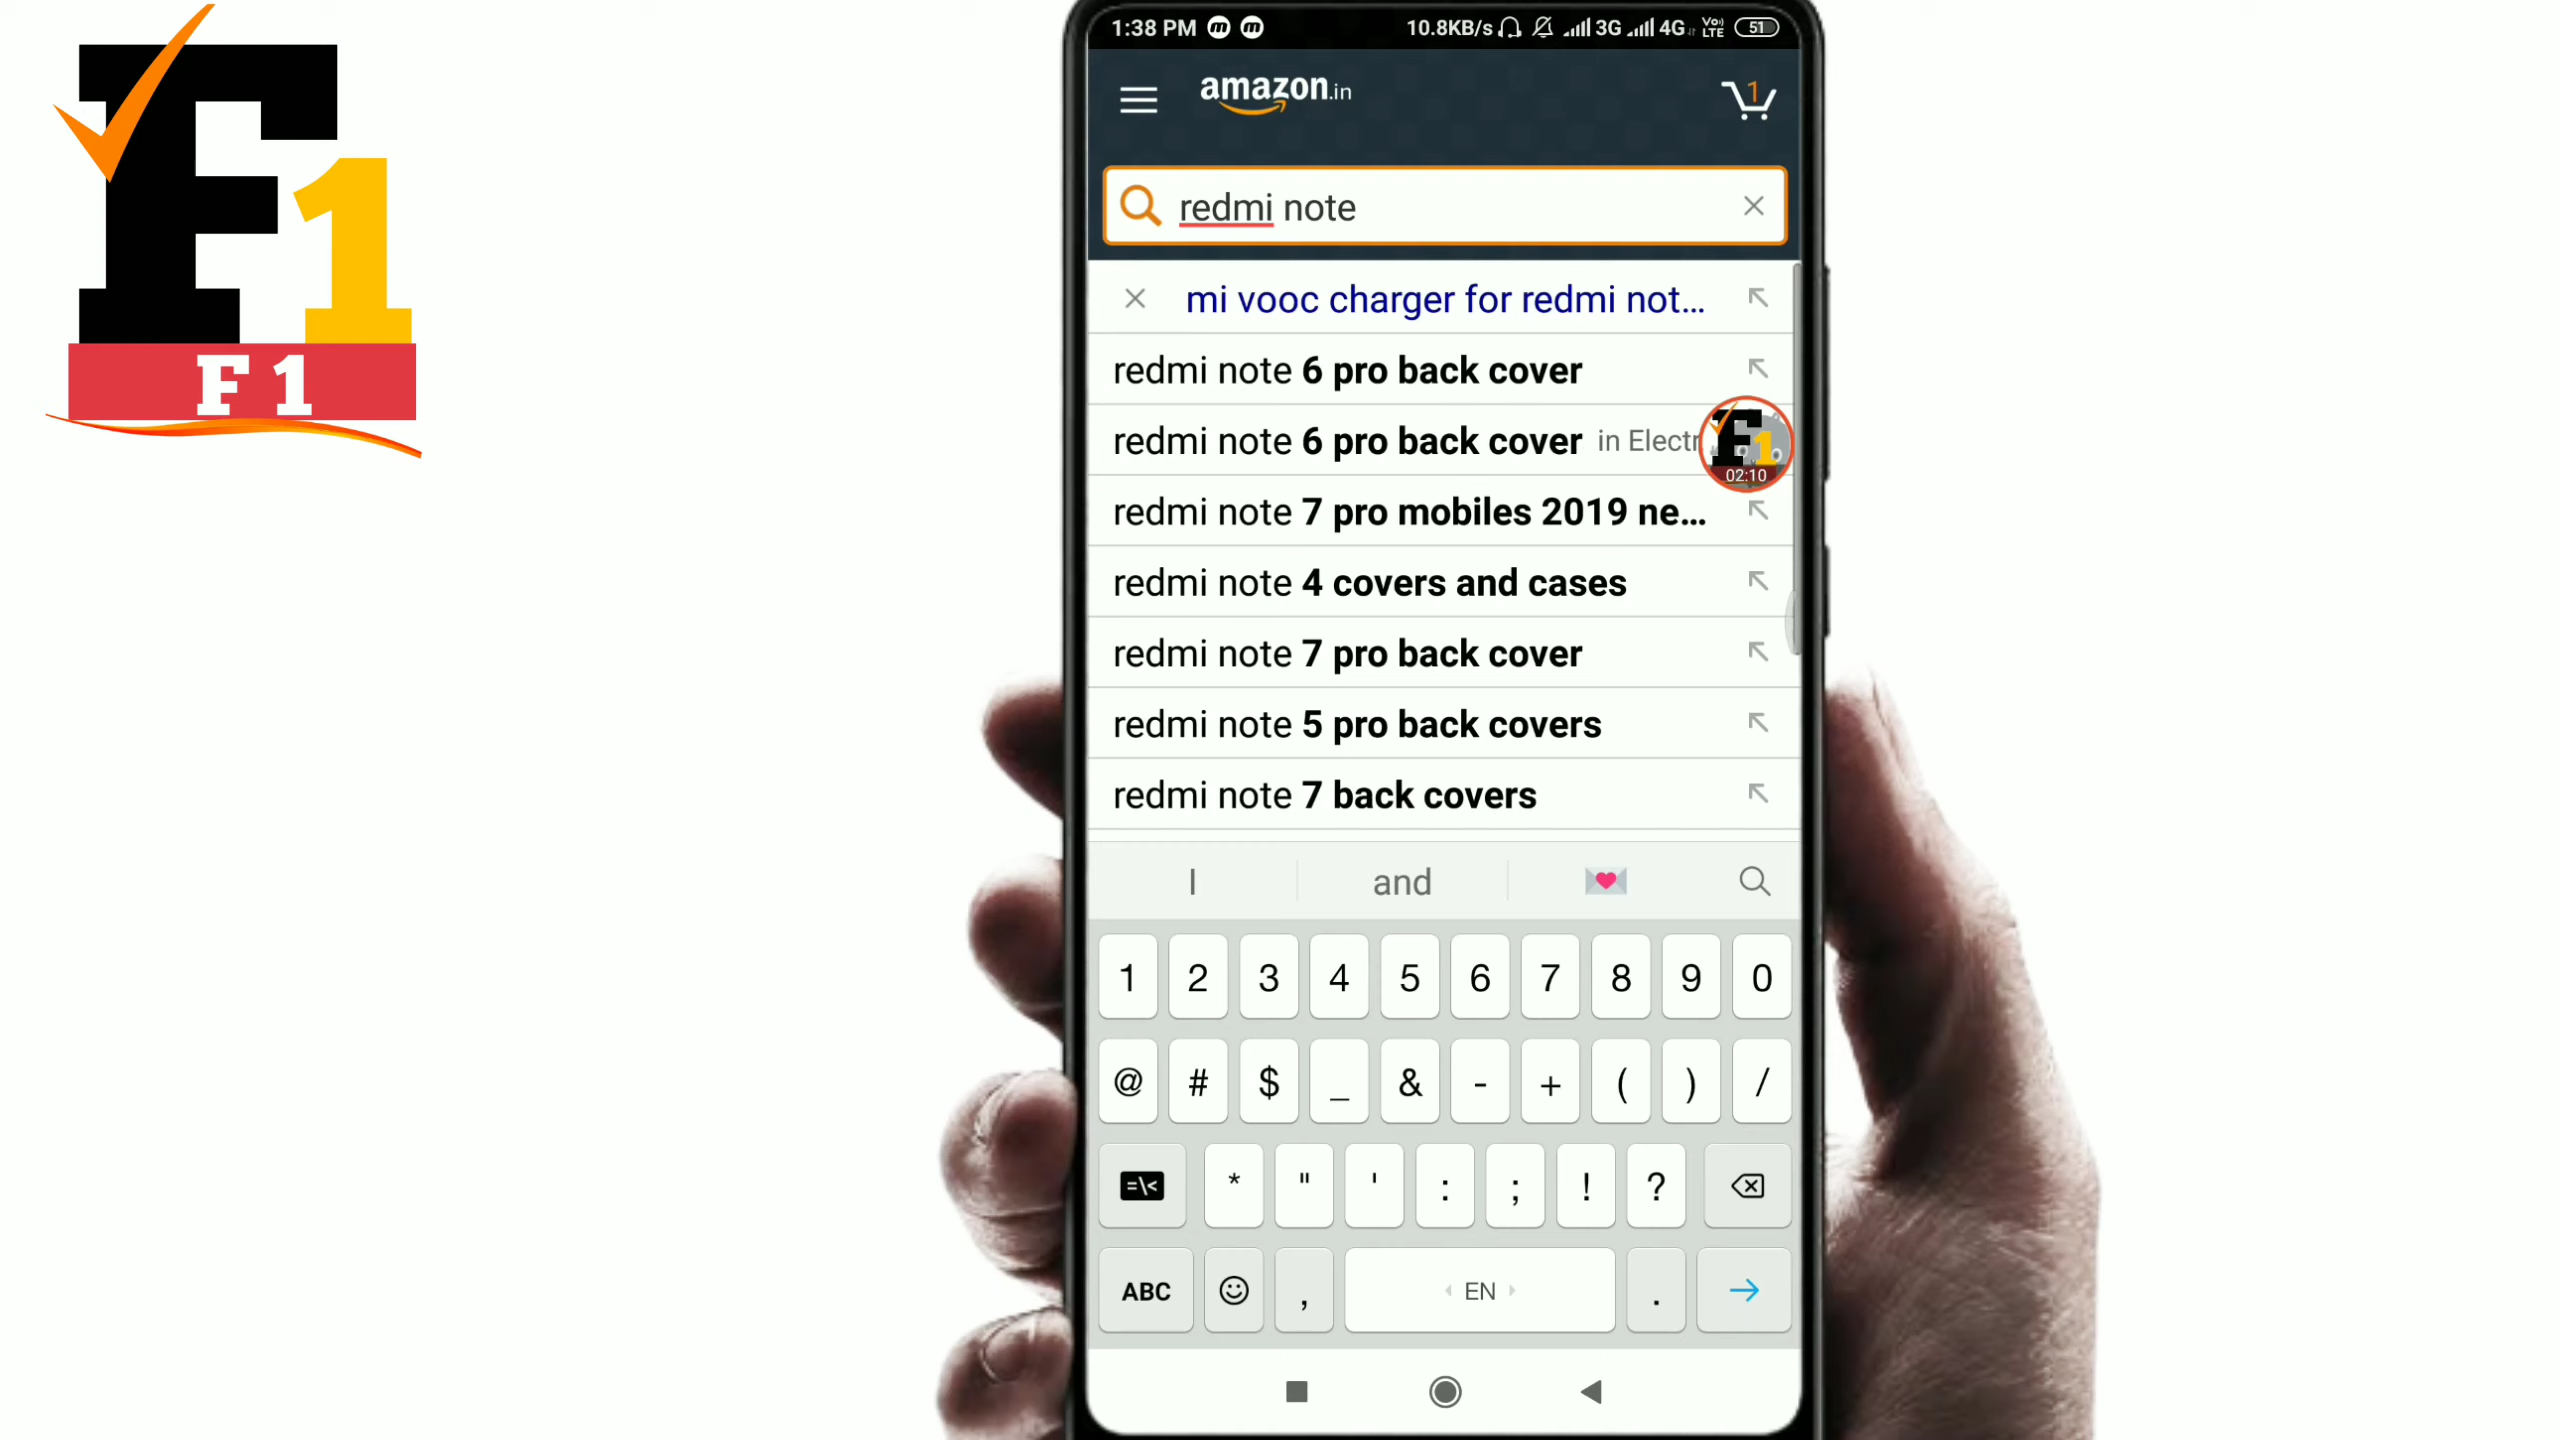 F1
F 1
1:38 PM
10.8KB/s 3G 4G Vo)) LTE 51
amazon.in
1
redmi note
mi vooc charger for redmi not...
redmi note 6 pro back cover
redmi note 6 pro back cover in Electr
F1
02:10
redmi note 7 pro mobiles 2019 ne...
redmi note 4 covers and cases
redmi note 7 pro back cover
redmi note 5 pro back covers
redmi note 7 back covers
I and
1 2 3 4 5 6 7 8 9 0
@ # $ _ & - + ( ) /
=\< * " ' : ; ! ?
ABC , EN .